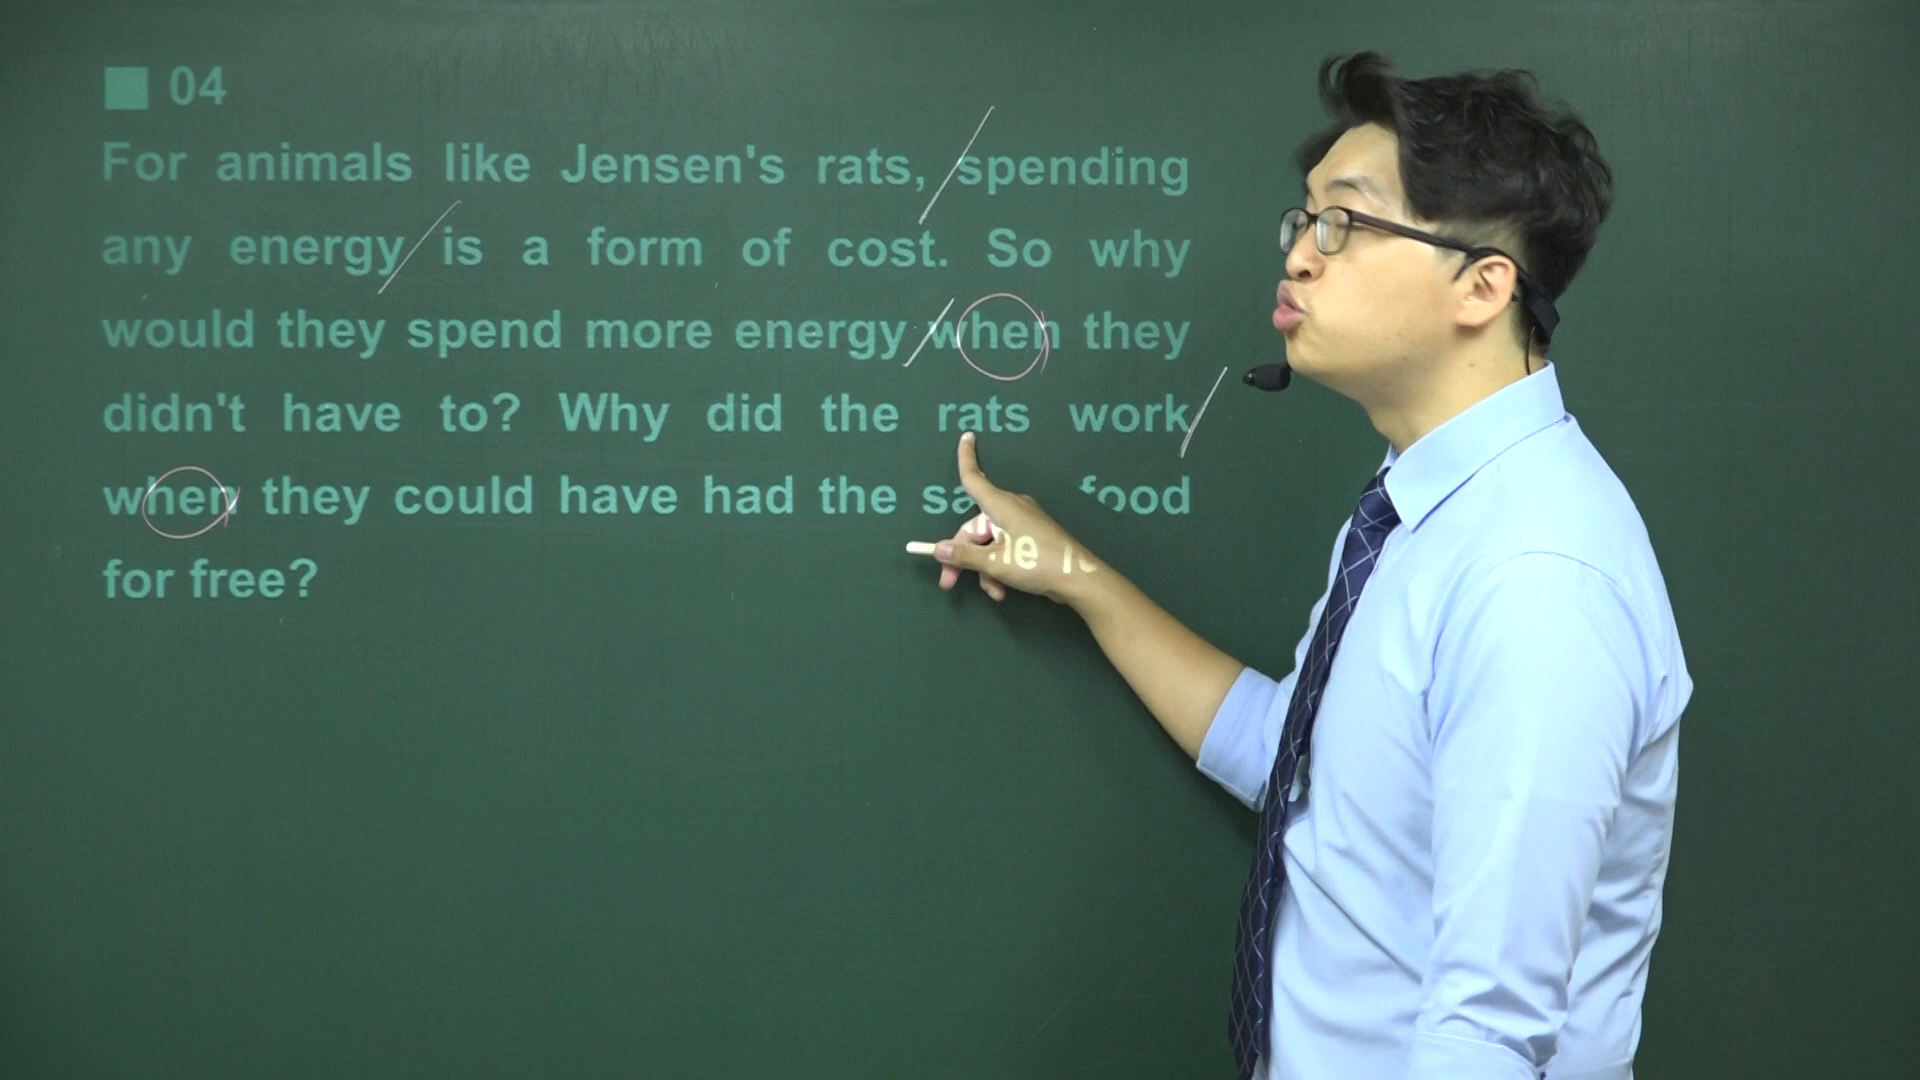 ■ 04
For animals like Jensen's rats, spending
any energy is a form of cost. So why
would they spend more energy when they
didn't have to? Why did the rats work
when they could have had the same food
for free?